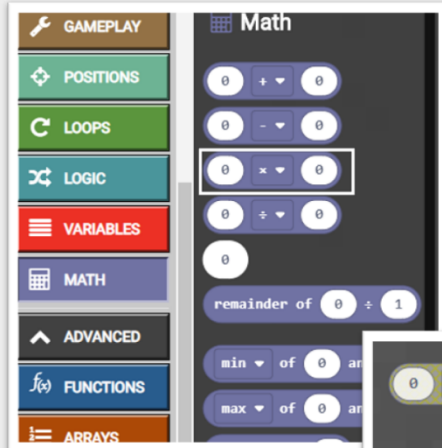 GAMEPLAY
POSITIONS
LOOPS
LOGIC
VARIABLES
MATH
ADVANCED
f(x) FUNCTIONS
ARRAYS
Math
0 + 0
0 - 0
0 x 0
0 ÷ 0
0
remainder of 0 ÷ 1
min of 0
max of 0
0